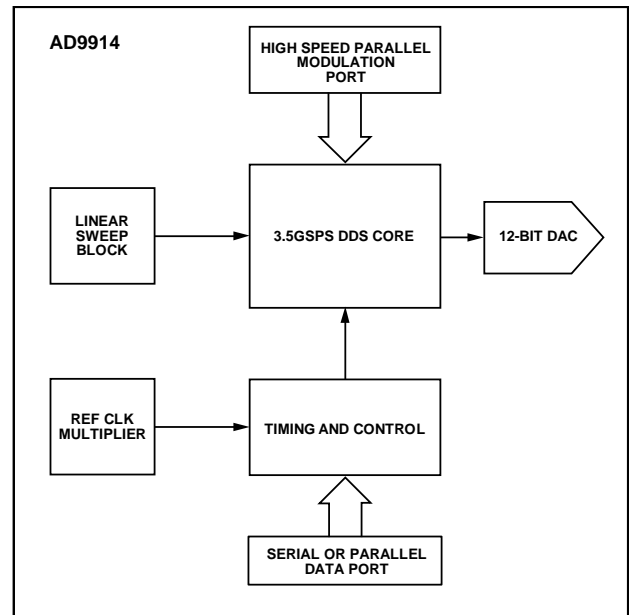 AD9914
HIGH SPEED PARALLEL
MODULATION
PORT
LINEAR
SWEEP
BLOCK
3.5GSPS DDS CORE
12-BIT DAC
REF CLK
MULTIPLIER
TIMING AND CONTROL
SERIAL OR PARALLEL
DATA PORT